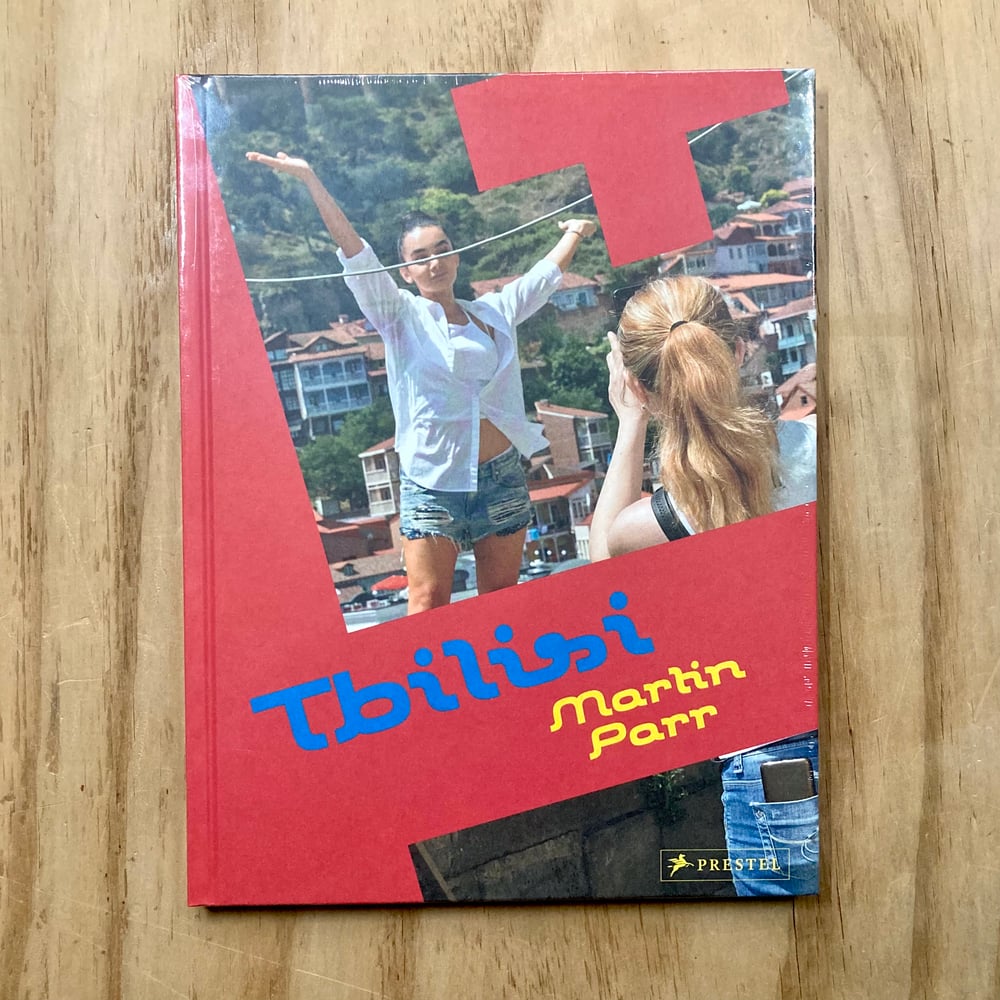 Tbilisi
Martin
Parr
PRESTEL